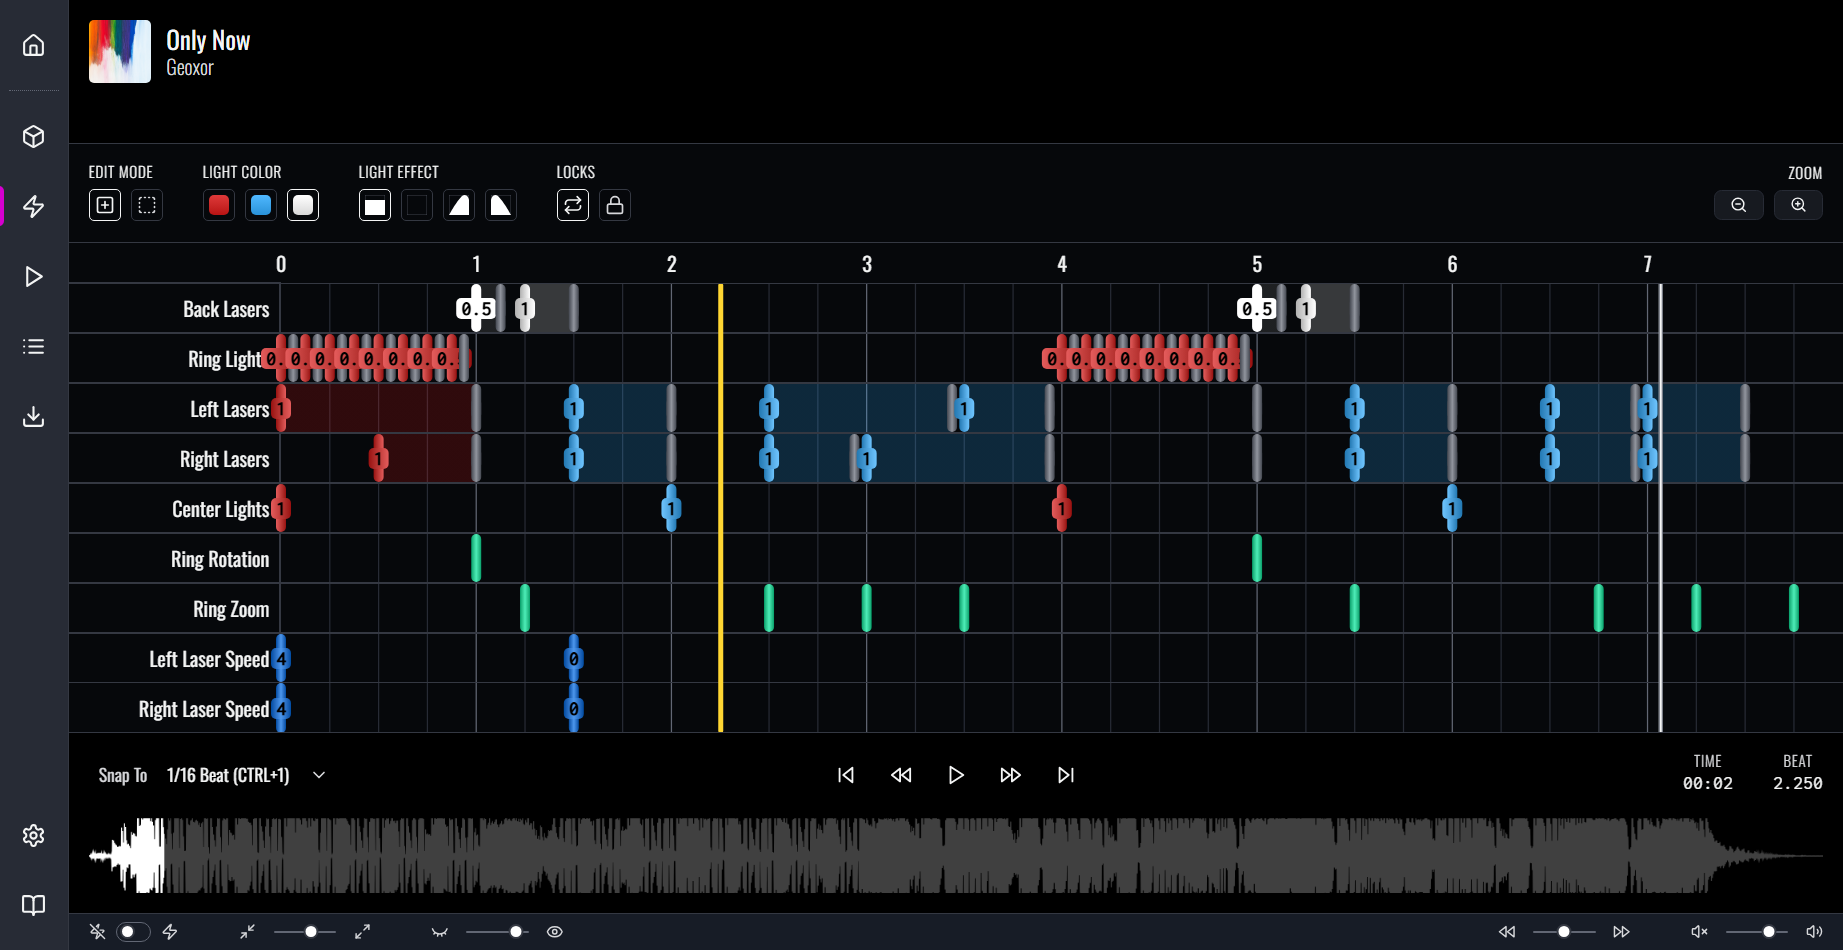 Only Now
Geoxor
EDIT MODE LIGHT COLOR LIGHT EFFECT LOCKS ZOOM
0 1 2 3 4 5 6 7
Back Lasers 0.5 1 0.5 1
Ring Light 0. 0. 0. 0. 0. 0. 0. 0. 0. 0. 0. 0. 0. 0. 0. 0.
Left Lasers 1 1 1 1 1 1 1
Right Lasers 1 1 1 1 1 1 1
Center Lights 1 1 1 1
Ring Rotation
Ring Zoom
Left Laser Speed 4 0
Right Laser Speed 4 0
Snap To 1/16 Beat (CTRL+1)
TIME BEAT
00:02 2.250